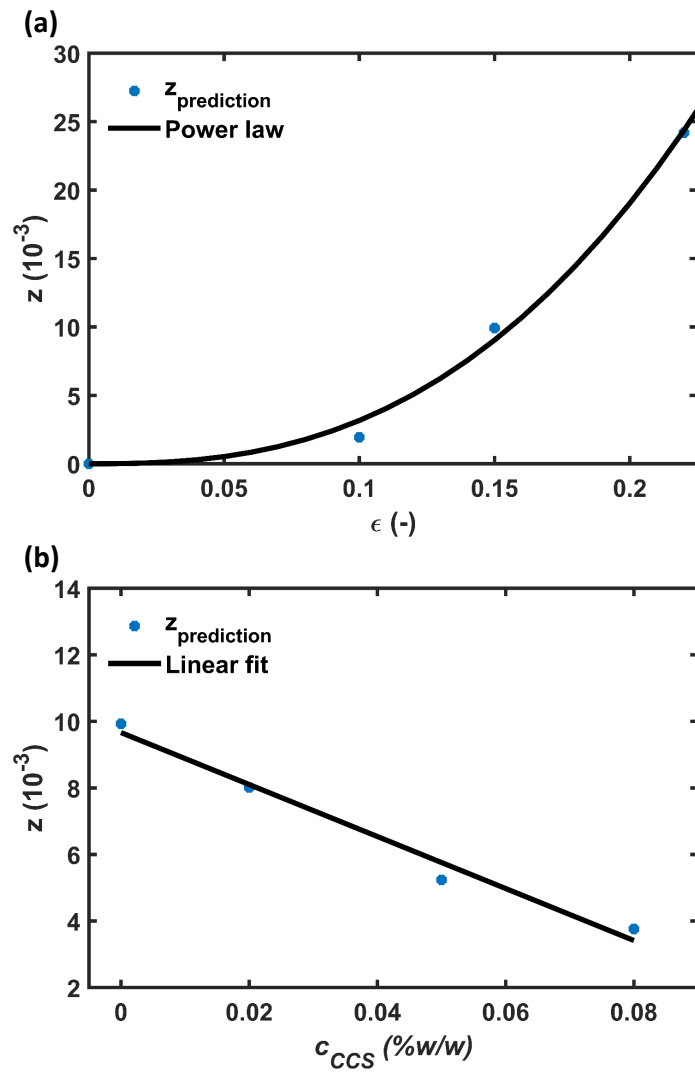 (a)
30
25
20
15
10
5
0
z (10^-3)
z_prediction
Power law
0 0.05 0.1 0.15 0.2
ϵ (-)
(b)
14
12
10
8
6
4
2
z (10^-3)
z_prediction
Linear fit
0 0.02 0.04 0.06 0.08
c_CCS (%w/w)